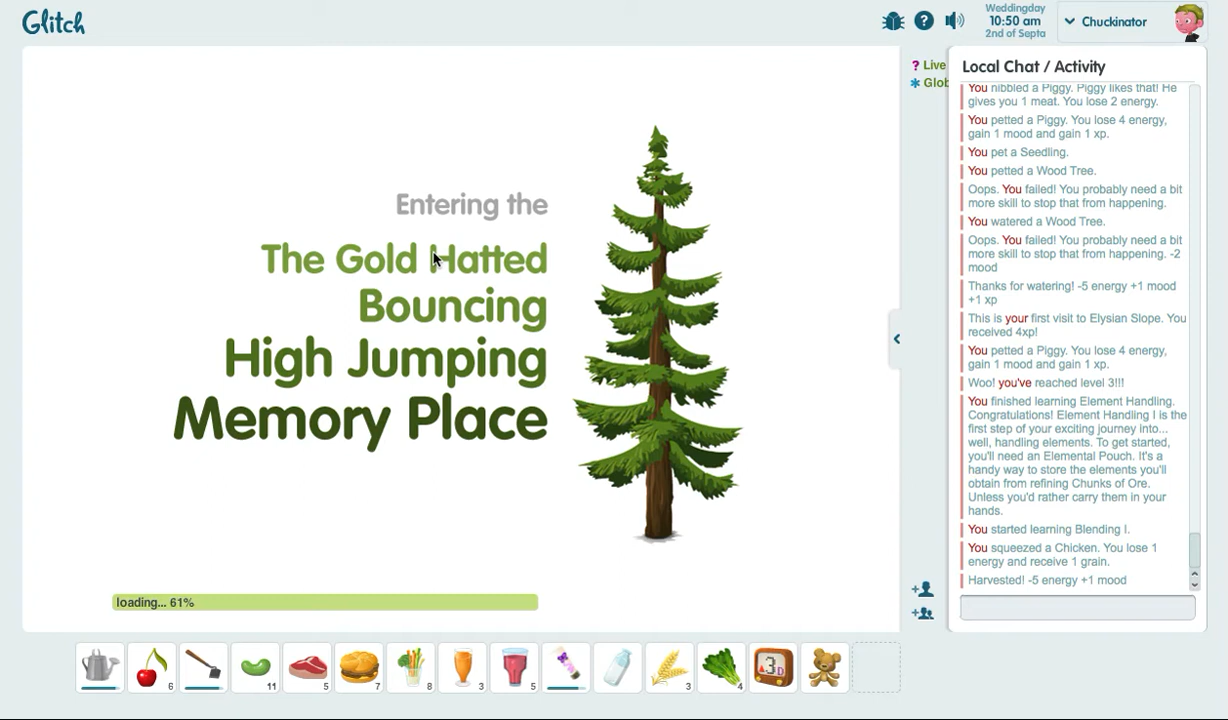 Glitch
Weddingday
10:50 am
2nd of Septa
Chuckinator
? Live
Glob
Local Chat / Activity
You nibbled a Piggy. Piggy likes that! He
gives you 1 meat. You lose 2 energy.
You petted a Piggy. You lose 4 energy,
gain 1 mood and gain 1 xp.
You pet a Seedling.
You petted a Wood Tree.
Oops. You failed! You probably need a bit
more skill to stop that from happening.
You watered a Wood Tree.
Oops. You failed! You probably need a bit
more skill to stop that from happening. -2
mood
Thanks for watering! -5 energy +1 mood
+1 xp
This is your first visit to Elysian Slope. You
received 4xp!
You petted a Piggy. You lose 4 energy,
gain 1 mood and gain 1 xp.
Woo! you've reached level 3!!!
You finished learning Element Handling.
Congratulations! Element Handling I is the
first step of your exciting journey into...
well, handling elements. To get started,
you'll need an Elemental Pouch. It's a
handy way to store the elements you'll
obtain from refining Chunks of Ore.
Unless you'd rather carry them in your
hands.
You started learning Blending I.
You squeezed a Chicken. You lose 1
energy and receive 1 grain.
Harvested! -5 energy +1 mood
Entering the
The Gold Hatted
Bouncing
High Jumping
Memory Place
loading... 61%
6
11
5
7
8
3
5
3
4
3 D